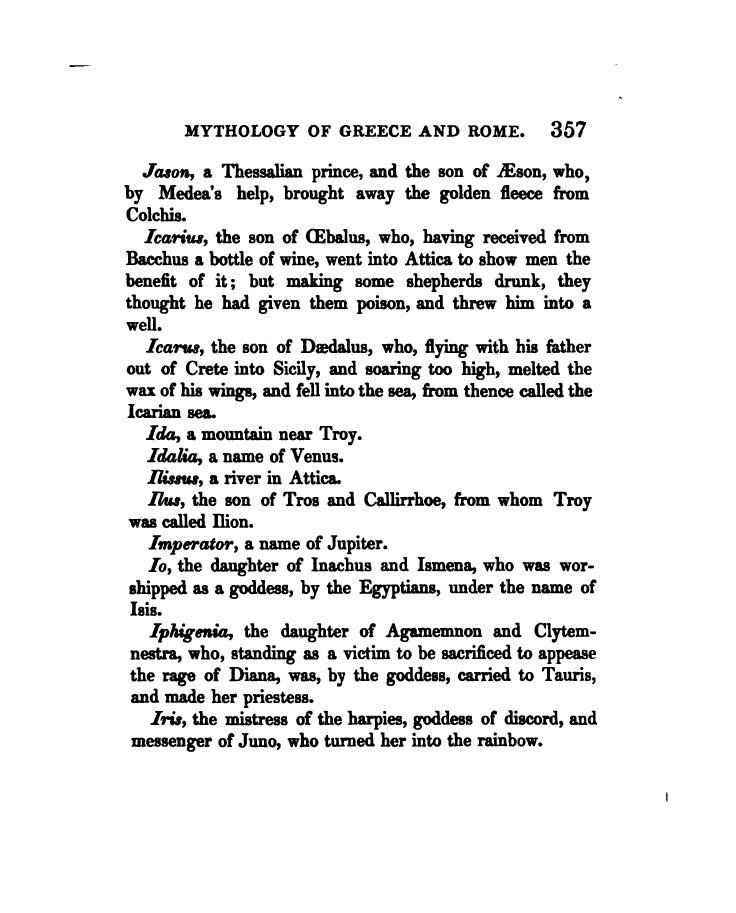 MYTHOLOGY OF GREECE AND ROME. 357
Jason, a Thessalian prince, and the son of Æson, who,
by Medea's help, brought away the golden fleece from
Colchis.
Icarius, the son of Œbalus, who, having received from
Bacchus a bottle of wine, went into Attica to show men the
benefit of it; but making some shepherds drunk, they
thought he had given them poison, and threw him into a
well.
Icarus, the son of Dædalus, who, flying with his father
out of Crete into Sicily, and soaring too high, melted the
wax of his wings, and fell into the sea, from thence called the
Icarian sea.
Ida, a mountain near Troy.
Idalia, a name of Venus.
Ilissus, a river in Attica.
Ilus, the son of Tros and Callirrhoe, from whom Troy
was called Ilion.
Imperator, a name of Jupiter.
Io, the daughter of Inachus and Ismena, who was wor-
shipped as a goddess, by the Egyptians, under the name of
Isis.
Iphigenia, the daughter of Agamemnon and Clytem-
nestra, who, standing as a victim to be sacrificed to appease
the rage of Diana, was, by the goddess, carried to Tauris,
and made her priestess.
Iris, the mistress of the harpies, goddess of discord, and
messenger of Juno, who turned her into the rainbow.